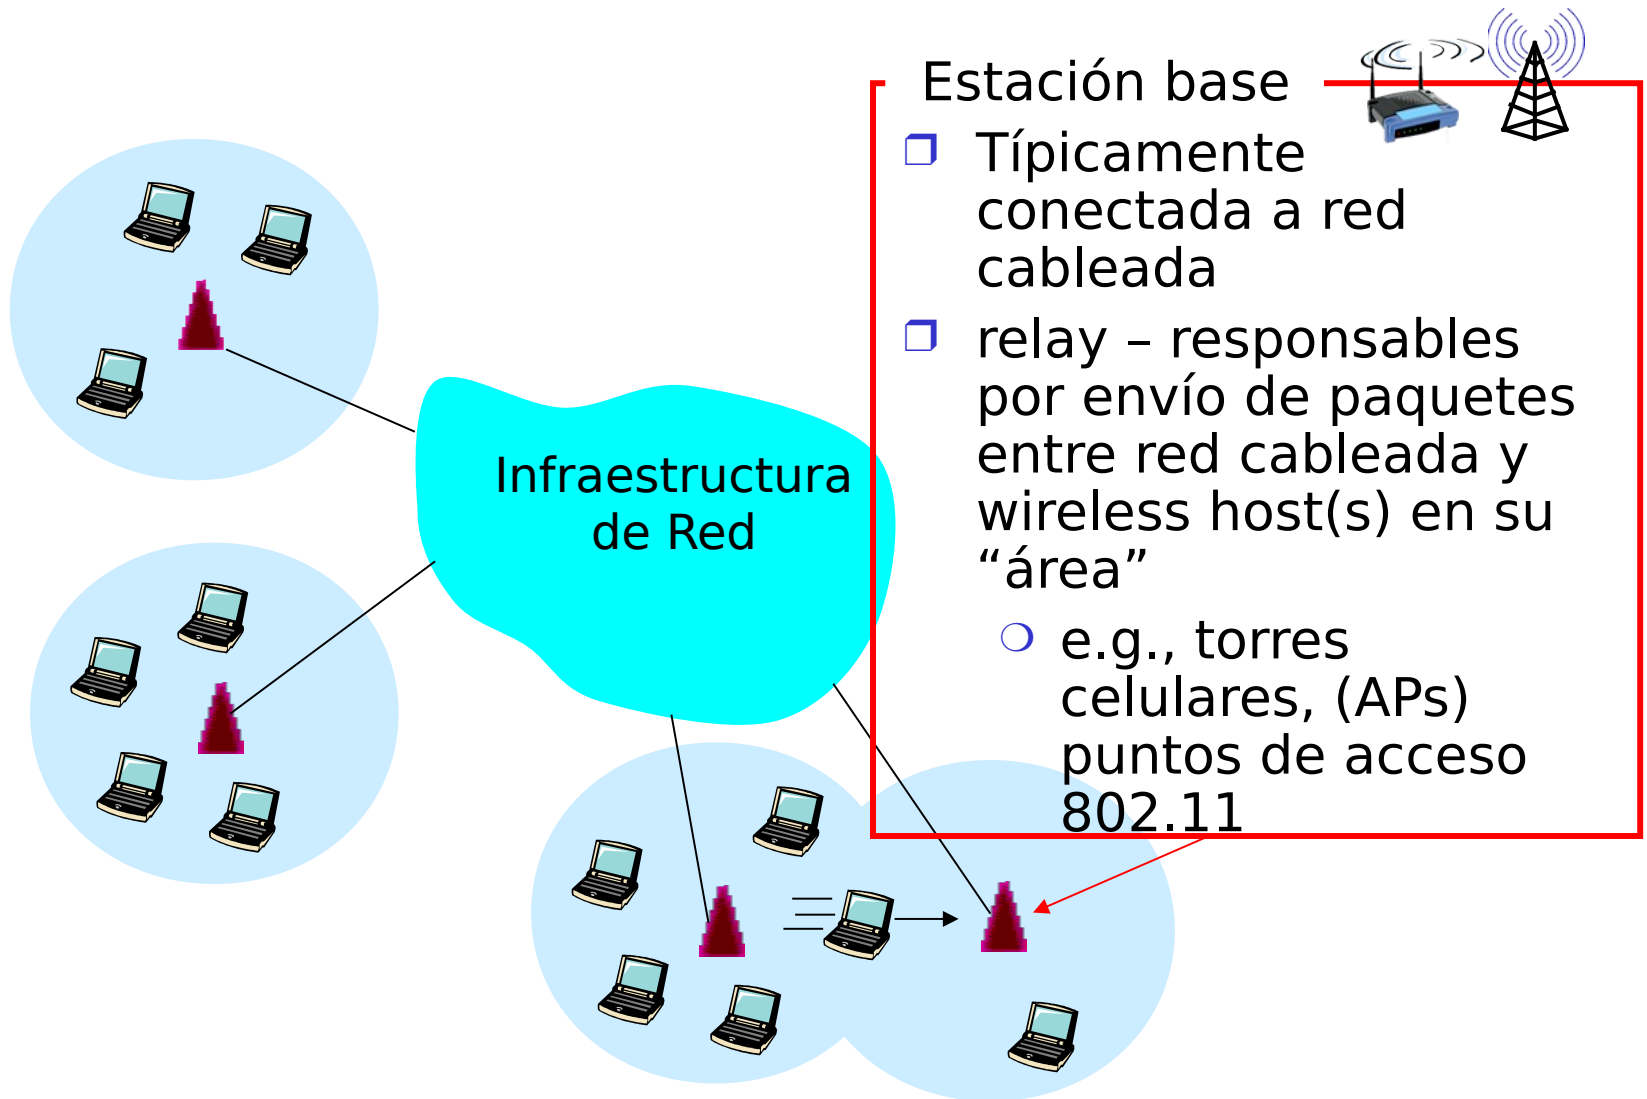 Estación base
Típicamente
conectada a red
cableada
relay – responsables
por envío de paquetes
entre red cableada y
wireless host(s) en su
“área”
e.g., torres
celulares, (APs)
puntos de acceso
802.11
Infraestructura
de Red